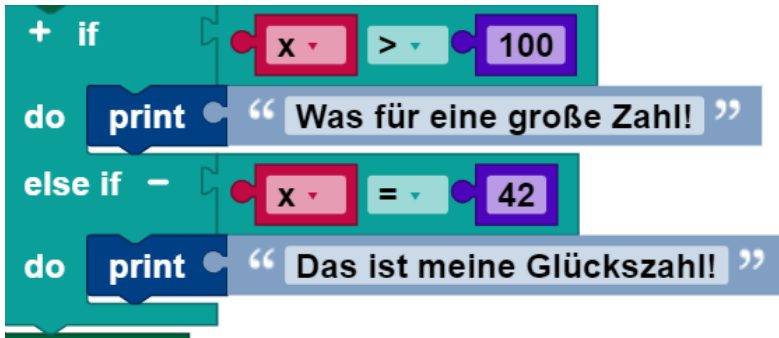 + if x > 100
do print “ Was für eine große Zahl! ”
else if - x = 42
do print “ Das ist meine Glückszahl! ”